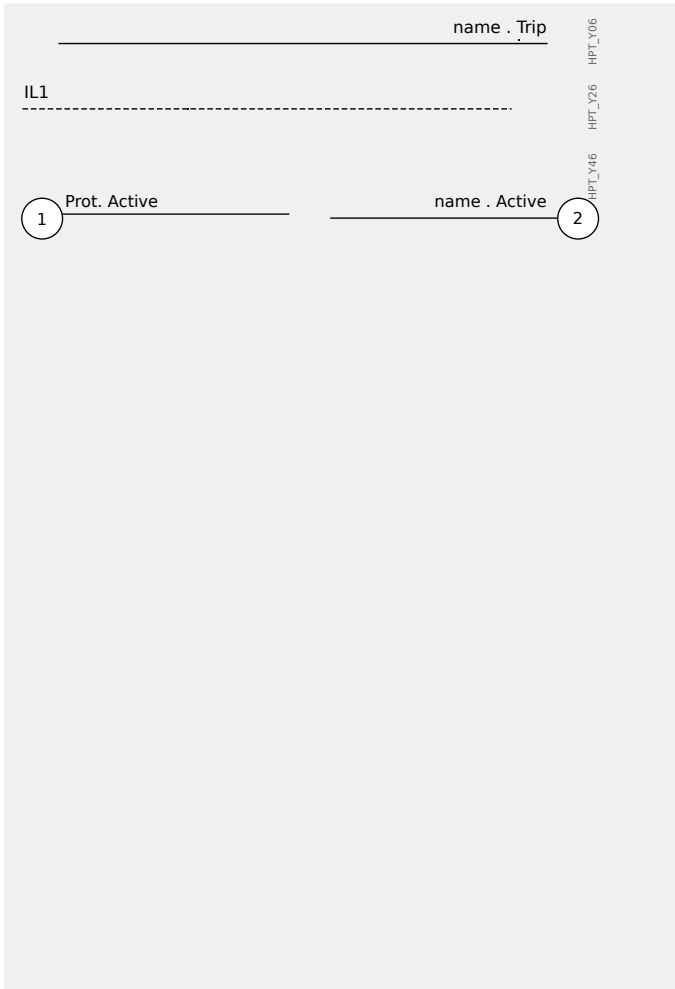 name . Trip
HPT_Y06
IL1
HPT_Y26
HPT_Y46
Prot. Active
name . Active
1
2